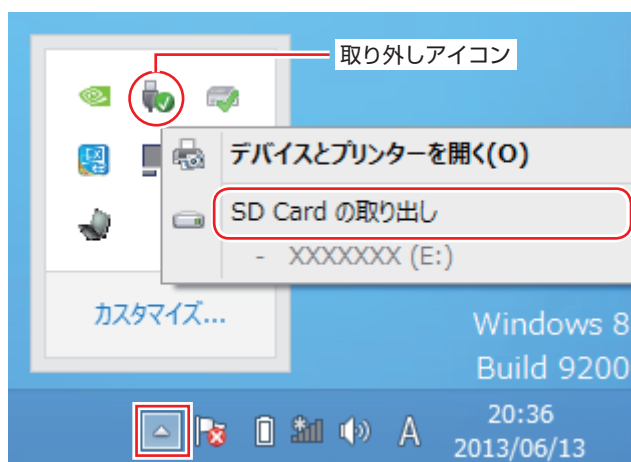 取り外しアイコン
デバイスとプリンターを開く(O)
SD Card の取り出し
- XXXXXXX (E:)
カスタマイズ...
Windows 8
Build 9200
A
20:36
2013/06/13